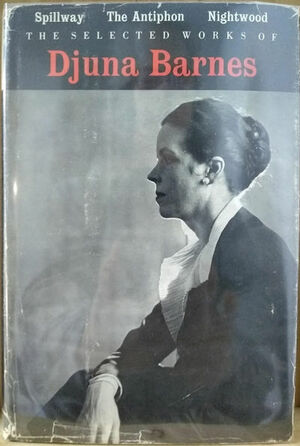 Spillway The Antiphon Nightwood
THE SELECTED WORKS OF
Djuna Barnes